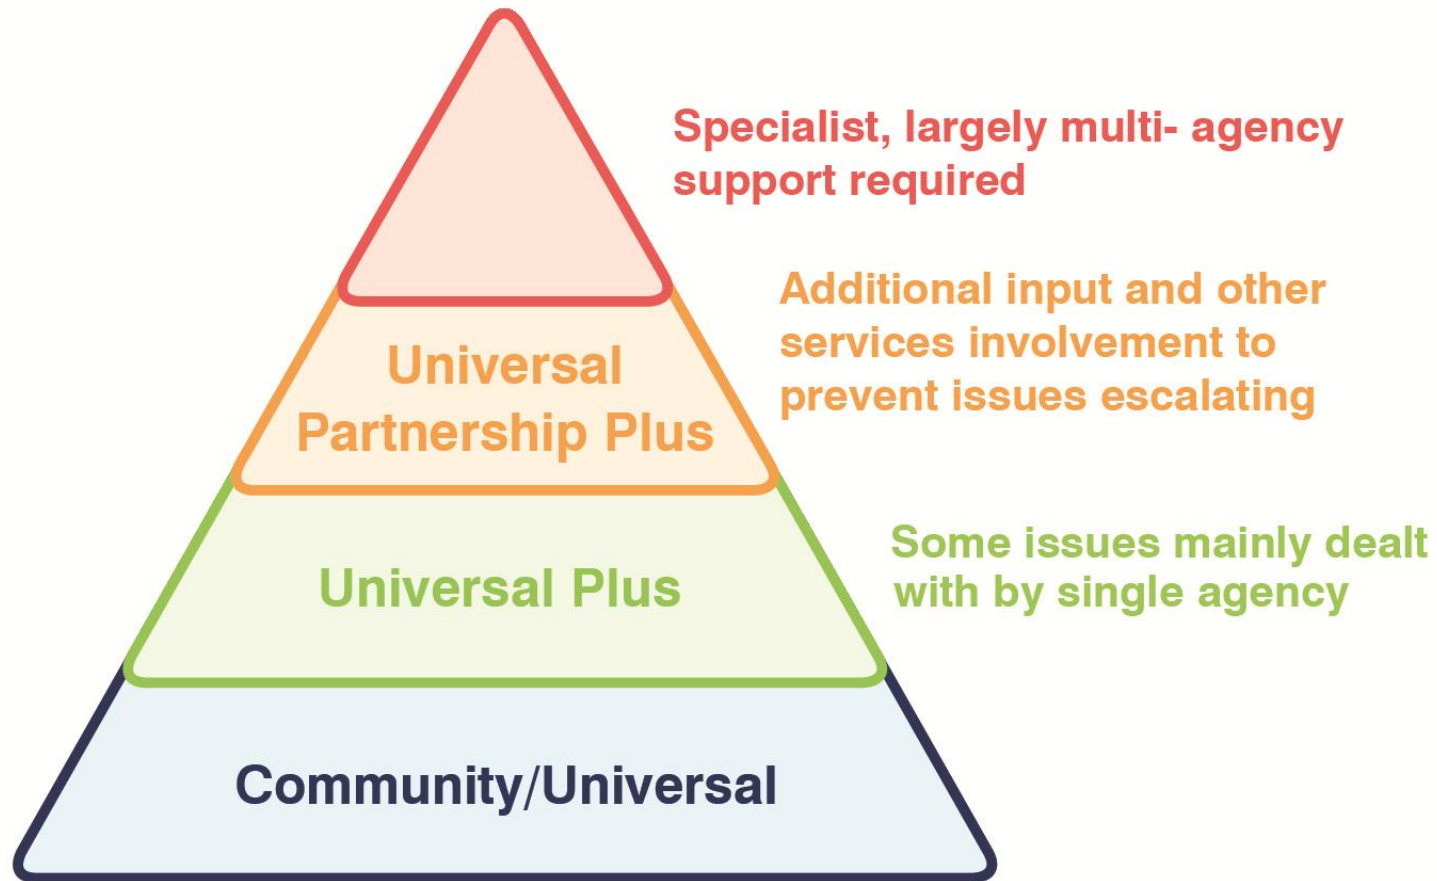 Specialist, largely multi- agency
support required
Additional input and other
services involvement to
prevent issues escalating
Universal
Partnership Plus
Some issues mainly dealt
with by single agency
Universal Plus
Community/Universal